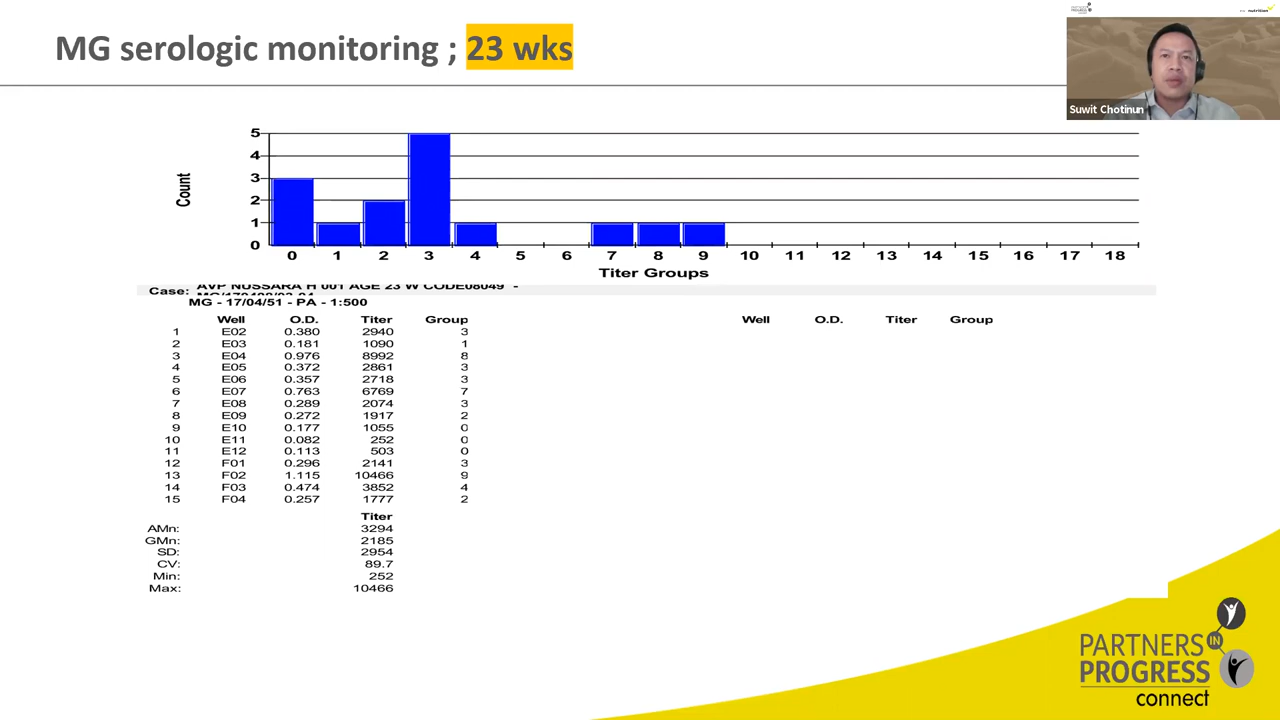 MG serologic monitoring ; 23 wks
Suwit Chotinun
5
4
3
2
1
0
Count
0 1 2 3 4 5 6 7 8 9 10 11 12 13 14 15 16 17 18
Titer Groups
Case: AVP NUSSARA H 001 AGE 23 W CODE08049 -
MG - 17/04/51 - PA - 1:500
Well O.D. Titer Group Well O.D. Titer Group
1 E02 0.380 2940 3
2 E03 0.181 1090 1
3 E04 0.976 8992 8
4 E05 0.372 2861 3
5 E06 0.357 2718 3
6 E07 0.763 6769 7
7 E08 0.289 2074 3
8 E09 0.272 1917 2
9 E10 0.177 1055 0
10 E11 0.082 252 0
11 E12 0.113 503 0
12 F01 0.296 2141 3
13 F02 1.115 10466 9
14 F03 0.474 3852 4
15 F04 0.257 1777 2
Titer
AMn: 3294
GMn: 2185
SD: 2954
CV: 89.7
Min: 252
Max: 10466
PARTNERS
IN
PROGRESS
connect